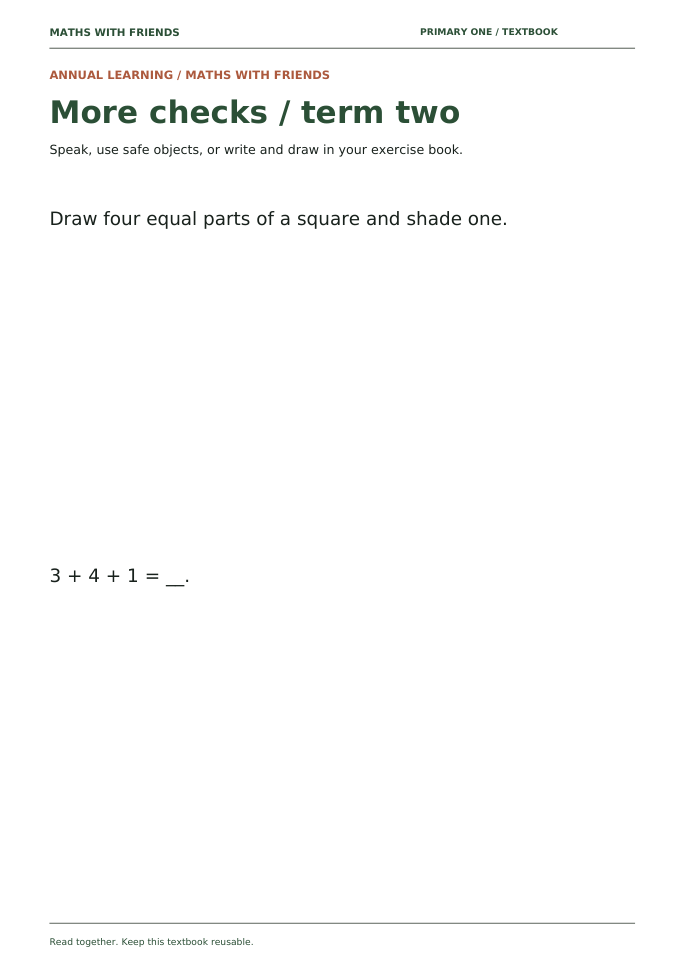 MATHS WITH FRIENDS
PRIMARY ONE / TEXTBOOK
ANNUAL LEARNING / MATHS WITH FRIENDS
More checks / term two
Speak, use safe objects, or write and draw in your exercise book.
Draw four equal parts of a square and shade one.
3 + 4 + 1 = __.
Read together. Keep this textbook reusable.